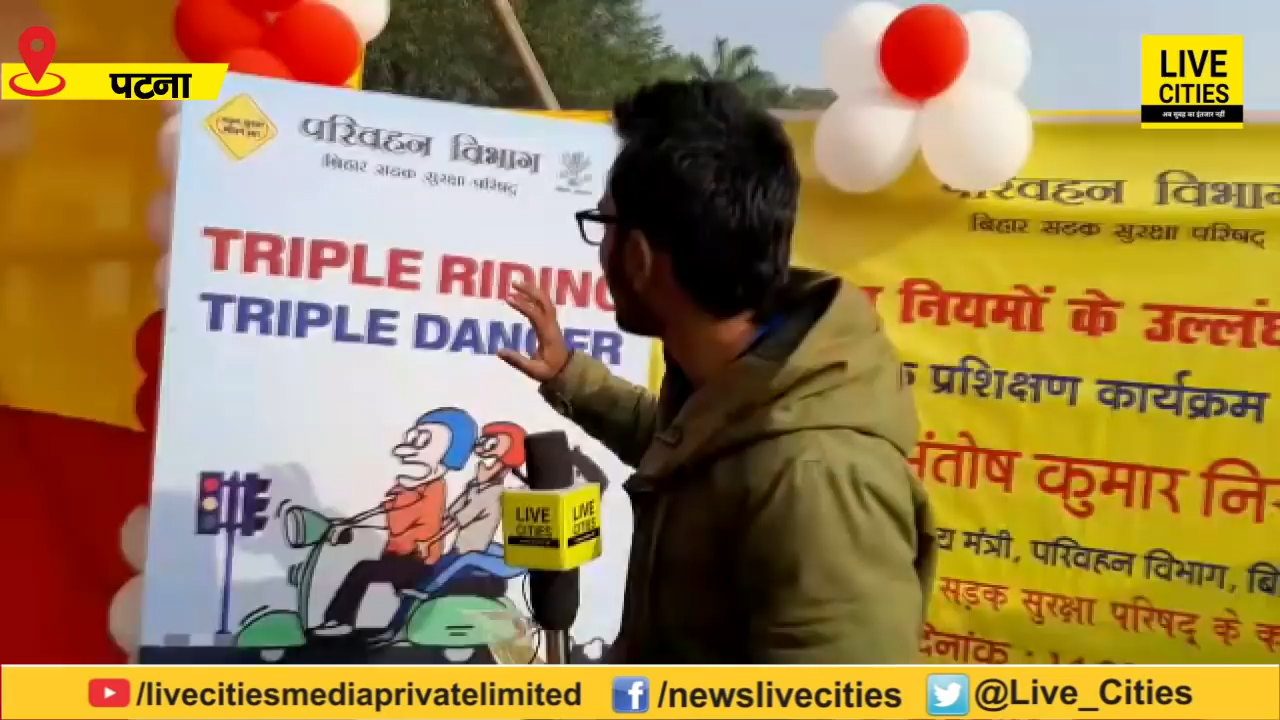 पटना
LIVE
CITIES
परिवहन विभाग
बिहार सड़क सुरक्षा परिषद्
TRIPLE RIDING
TRIPLE DANGER
LIVE
CITIES
LIVE
CITIES
परिवहन विभाग
बिहार सड़क सुरक्षा परिषद्
नियमों के
प्रशिक्षण कार्यक्रम
कुमार
मंत्री, परिवहन विभाग,
सड़क सुरक्षा परिषद् के
/livecitiesmediaprivatelimited
/newslivecities
@Live_Cities